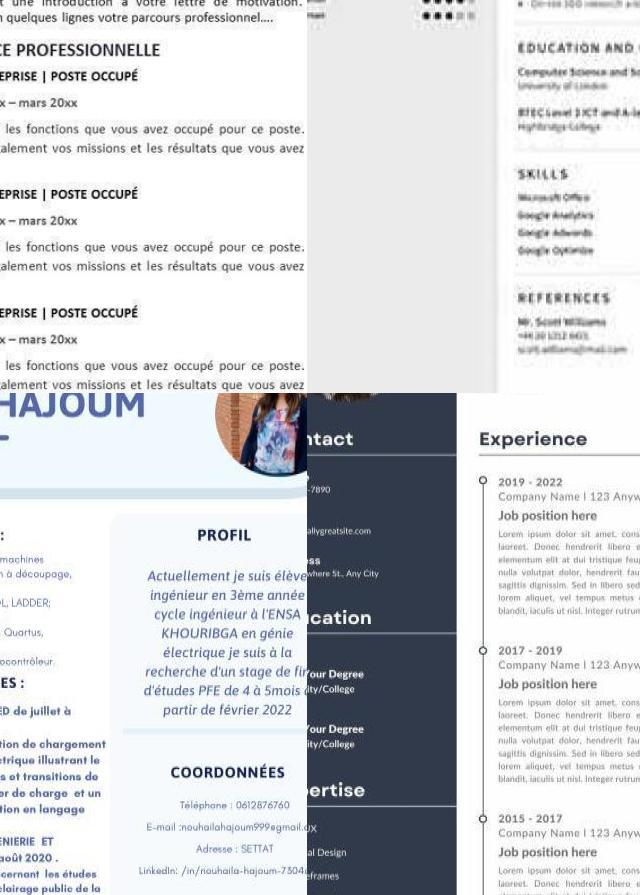 t une introduction à votre lettre de motivation.
n quelques lignes votre parcours professionnel....
CE PROFESSIONNELLE
EPRISE | POSTE OCCUPÉ
x – mars 20xx
les fonctions que vous avez occupé pour ce poste.
alement vos missions et les résultats que vous avez
EPRISE | POSTE OCCUPÉ
x – mars 20xx
les fonctions que vous avez occupé pour ce poste.
alement vos missions et les résultats que vous avez
EPRISE | POSTE OCCUPÉ
x – mars 20xx
les fonctions que vous avez occupé pour ce poste.
alement vos missions et les résultats que vous avez
EDUCATION AND
Computer Science and So
University of London
BTEC Level 3 ICT and A-le
Highbridge College
SKILLS
Microsoft Office
Google Analytics
Google Adwords
Google Optimize
REFERENCES
Mr. Scott Williams
HAJOUM
:
machines
n à découpage,
OL, LADDER;
Quartus,
ocontrôleur.
ES :
ED de juillet à
tion de chargement
ctrique illustrant le
s et transitions de
er de charge et un
tion en langage
ENIERIE ET
août 2020 .
cernant les études
clairage public de la
PROFIL
Actuellement je suis élève
ingénieur en 3ème année
cycle ingénieur à l'ENSA
KHOURIBGA en génie
électrique je suis à la
recherche d'un stage de fin
d'études PFE de 4 à 5mois
partir de février 2022
COORDONNÉES
Téléphone : 0612876760
E-mail :nouhailahajoum999@gmail.c
Adresse : SETTAT
LinkedIn: /in/nouhaila-hajoum-7304
ntact
-7890
allygreatsite.com
ss
where St., Any City
cation
Your Degree
ity/College
Your Degree
ity/College
ertise
UX
al Design
eframes
Experience
2019 - 2022
Company Name l 123 Anyw
Job position here
Lorem ipsum dolor sit amet, cons
laoreet. Donec hendrerit libero e
elementum elit at dui tristique feug
nulla volutpat dolor, hendrerit fau
sagittis dignissim. Sed in libero sed
lorem aliquet, vel tempus metus
blandit, iaculis ut nisl. Integer rutrum
2017 - 2019
Company Name l 123 Anyw
Job position here
Lorem ipsum dolor sit amet, cons
laoreet. Donec hendrerit libero e
elementum elit at dui tristique feug
nulla volutpat dolor, hendrerit fau
sagittis dignissim. Sed in libero sed
lorem aliquet, vel tempus metus
blandit, iaculis ut nisl. Integer rutrum
2015 - 2017
Company Name l 123 Anyw
Job position here
Lorem ipsum dolor sit amet, cons
laoreet. Donec hendrerit libero e